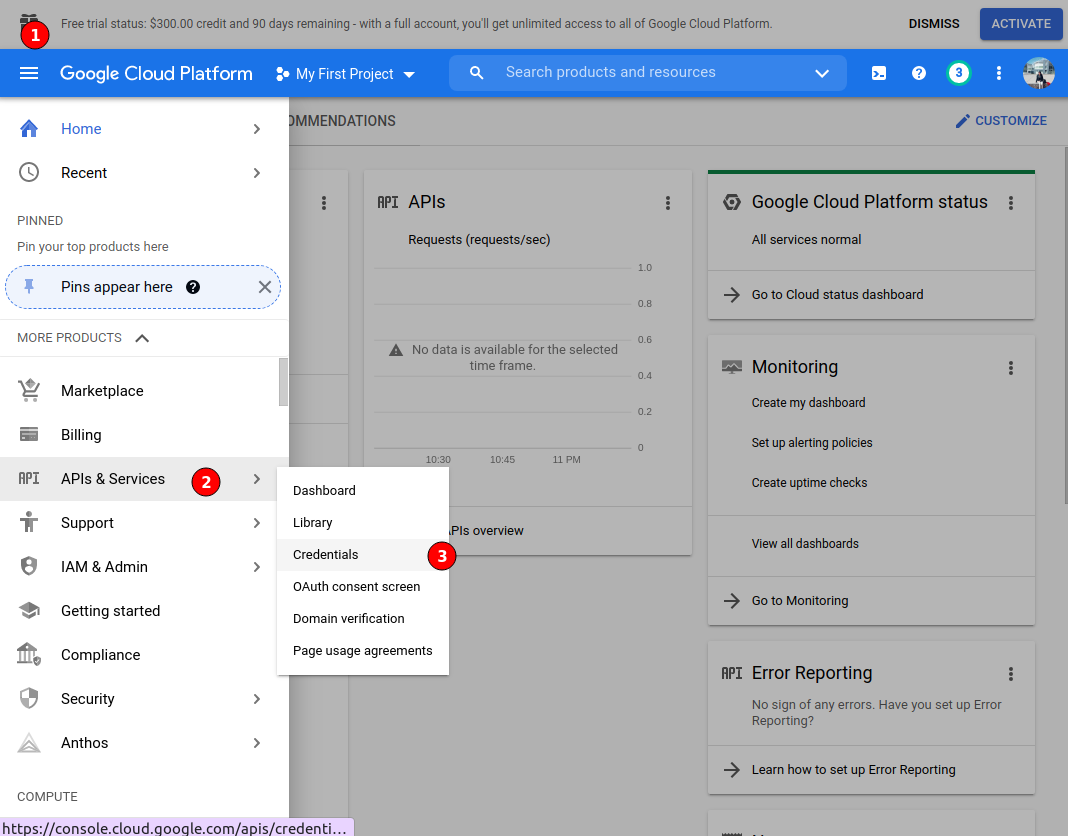 Free trial status: $300.00 credit and 90 days remaining - with a full account, you'll get unlimited access to all of Google Cloud Platform.
DISMISS
ACTIVATE
1
Google Cloud Platform
My First Project
Search products and resources
3
Home
Recent
PINNED
Pin your top products here
Pins appear here
MORE PRODUCTS
Marketplace
Billing
APIs & Services
2
Support
IAM & Admin
Getting started
Compliance
Security
Anthos
COMPUTE
https://console.cloud.google.com/apis/credenti…
Dashboard
Library
Credentials
3
OAuth consent screen
Domain verification
Page usage agreements
OMMENDATIONS
CUSTOMIZE
API APIs
Requests (requests/sec)
1.0
0.8
0.6
0.4
0.2
0
No data is available for the selected
time frame.
10:30
10:45
11 PM
PIs overview
Google Cloud Platform status
All services normal
Go to Cloud status dashboard
Monitoring
Create my dashboard
Set up alerting policies
Create uptime checks
View all dashboards
Go to Monitoring
API Error Reporting
No sign of any errors. Have you set up Error
Reporting?
Learn how to set up Error Reporting